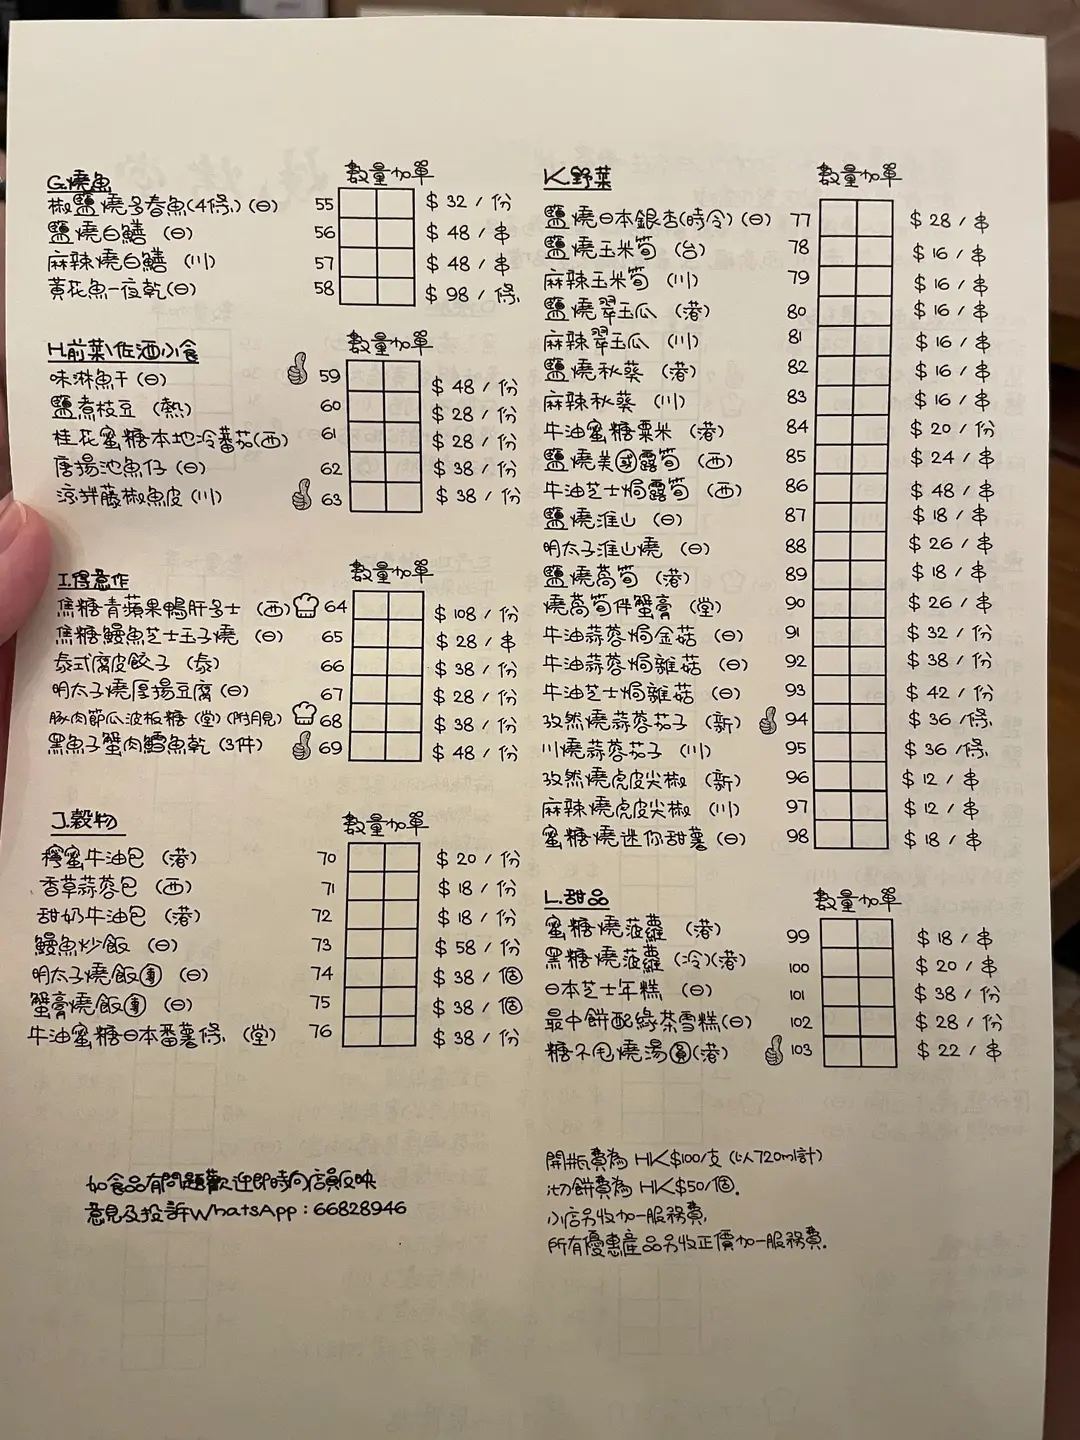 G.燒魚 數量 加單
椒鹽燒多春魚(4條)(日) 55 $ 32 / 份
鹽燒白鱔 (日) 56 $ 48 / 串
麻辣燒白鱔 (川) 57 $ 48 / 串
黃花魚一夜乾(日) 58 $ 98 / 條
H.前菜\佐酒小食 數量 加單
味淋魚干(日) 59 $ 48 / 份
鹽煮枝豆 (熱) 60 $ 28 / 份
桂花蜜糖本地冷蕃茄(西) 61 $ 28 / 份
唐揚池魚仔(日) 62 $ 38 / 份
涼拌藤椒魚皮(川) 63 $ 38 / 份
I.得意作 數量 加單
焦糖青蘋果鴨肝多士 (西) 64 $ 108 / 份
焦糖鰻魚芝士玉子燒 (日) 65 $ 28 / 串
泰式腐皮餃子 (泰) 66 $ 38 / 份
明太子燒厚揚豆腐(日) 67 $ 28 / 份
豚肉節瓜波板糖 (堂) (附月見) 68 $ 38 / 份
黑魚子蟹肉鱈魚乾 (3件) 69 $ 48 / 份
J.穀物 數量 加單
檸蜜牛油包 (港) 70 $ 20 / 份
香草蒜蓉包 (西) 71 $ 18 / 份
甜奶牛油包 (港) 72 $ 18 / 份
鰻魚炒飯 (日) 73 $ 58 / 份
明太子燒飯團 (日) 74 $ 38 / 個
蟹膏燒飯團 (日) 75 $ 38 / 個
牛油蜜糖日本番薯條 (堂) 76 $ 38 / 份
如食品有問題歡迎即時向店員反映
意見及投訴WhatsApp : 66828946
K.野菜 數量 加單
鹽燒日本銀杏(時令)(日) 77 $ 28 / 串
鹽燒玉米筍 (台) 78 $ 16 / 串
麻辣玉米筍 (川) 79 $ 16 / 串
鹽燒翠玉瓜 (港) 80 $ 16 / 串
麻辣翠玉瓜 (川) 81 $ 16 / 串
鹽燒秋葵 (港) 82 $ 16 / 串
麻辣秋葵 (川) 83 $ 16 / 串
牛油蜜糖粟米 (港) 84 $ 20 / 份
鹽燒美國露筍 (西) 85 $ 24 / 串
牛油芝士焗露筍 (西) 86 $ 48 / 串
鹽燒淮山 (日) 87 $ 18 / 串
明太子淮山燒 (日) 88 $ 26 / 串
鹽燒萵筍 (港) 89 $ 18 / 串
燒萵筍伴蟹膏 (堂) 90 $ 26 / 串
牛油蒜蓉焗金菇 (日) 91 $ 32 / 份
牛油蒜蓉焗雜菇 (日) 92 $ 38 / 份
牛油芝士焗雜菇 (日) 93 $ 42 / 份
孜然燒蒜蓉茄子 (新) 94 $ 36 /條
川燒蒜蓉茄子 (川) 95 $ 36 /條
孜然燒虎皮尖椒 (新) 96 $ 12 / 串
麻辣燒虎皮尖椒 (川) 97 $ 12 / 串
蜜糖燒迷你甜薯 (日) 98 $ 18 / 串
L.甜品 數量 加單
蜜糖燒菠蘿 (港) 99 $ 18 / 串
黑糖燒菠蘿 (冷)(港) 100 $ 20 / 串
日本芝士年糕 (日) 101 $ 38 / 份
最中餅配綠茶雪糕(日) 102 $ 28 / 份
糖不甩燒湯圓(港) 103 $ 22 / 串
開瓶費為 HK$100/支 (以720ml計)
切餅費為 HK$50/個.
小店另收加一服務費.
所有優惠產品另收正價加一服務費.